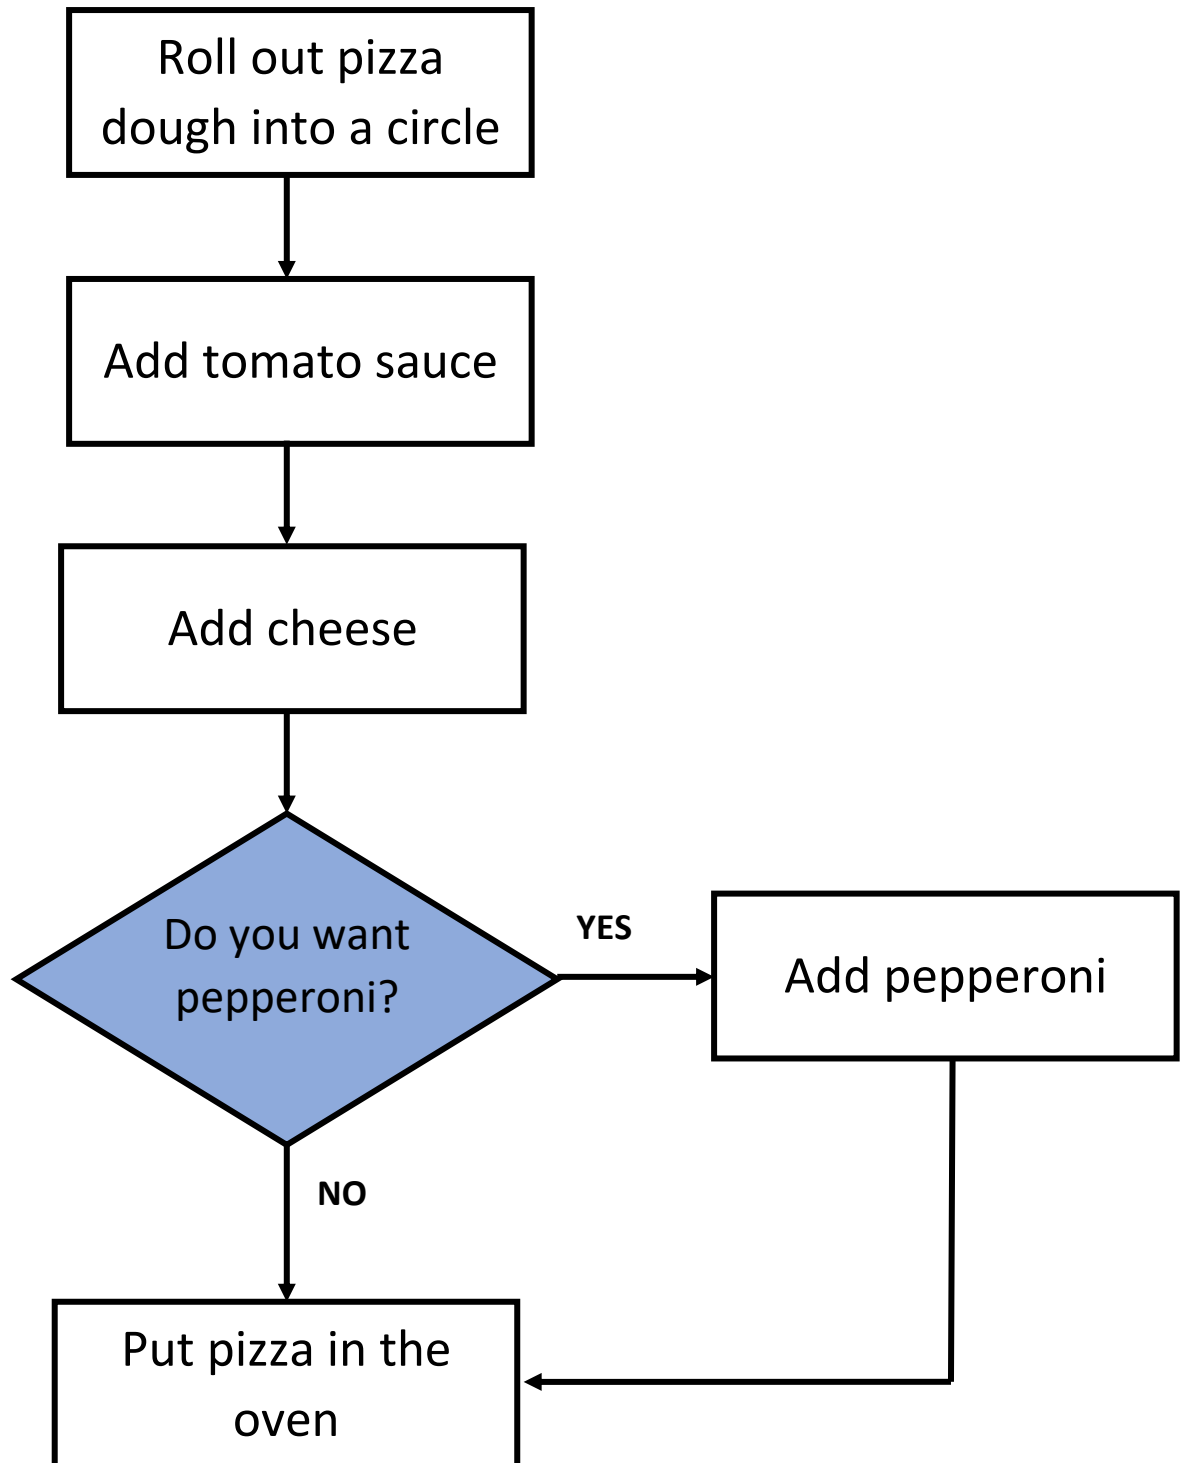 Roll out pizza
dough into a circle
Add tomato sauce
Add cheese
Do you want
pepperoni?
YES
Add pepperoni
NO
Put pizza in the
oven